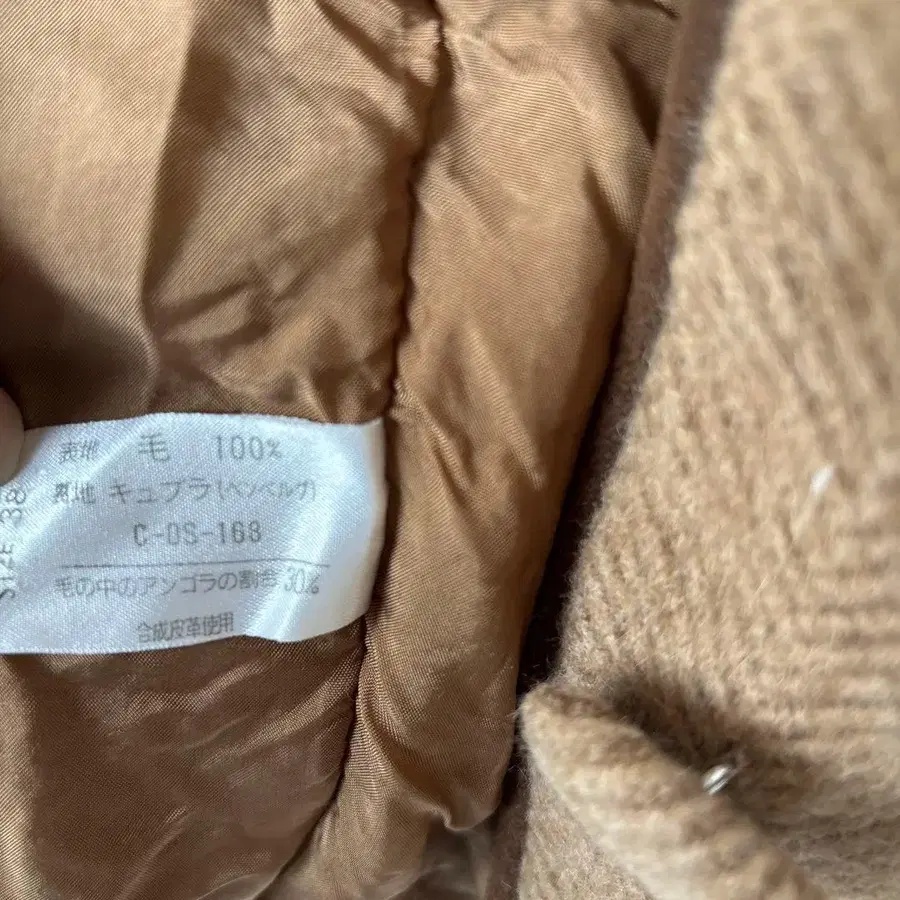 表地 毛 100%
裏地 キュプラ(ベンベルグ)
C-DS-168
毛の中のアンゴラの割合 30%
合成皮革使用
SIZE 38